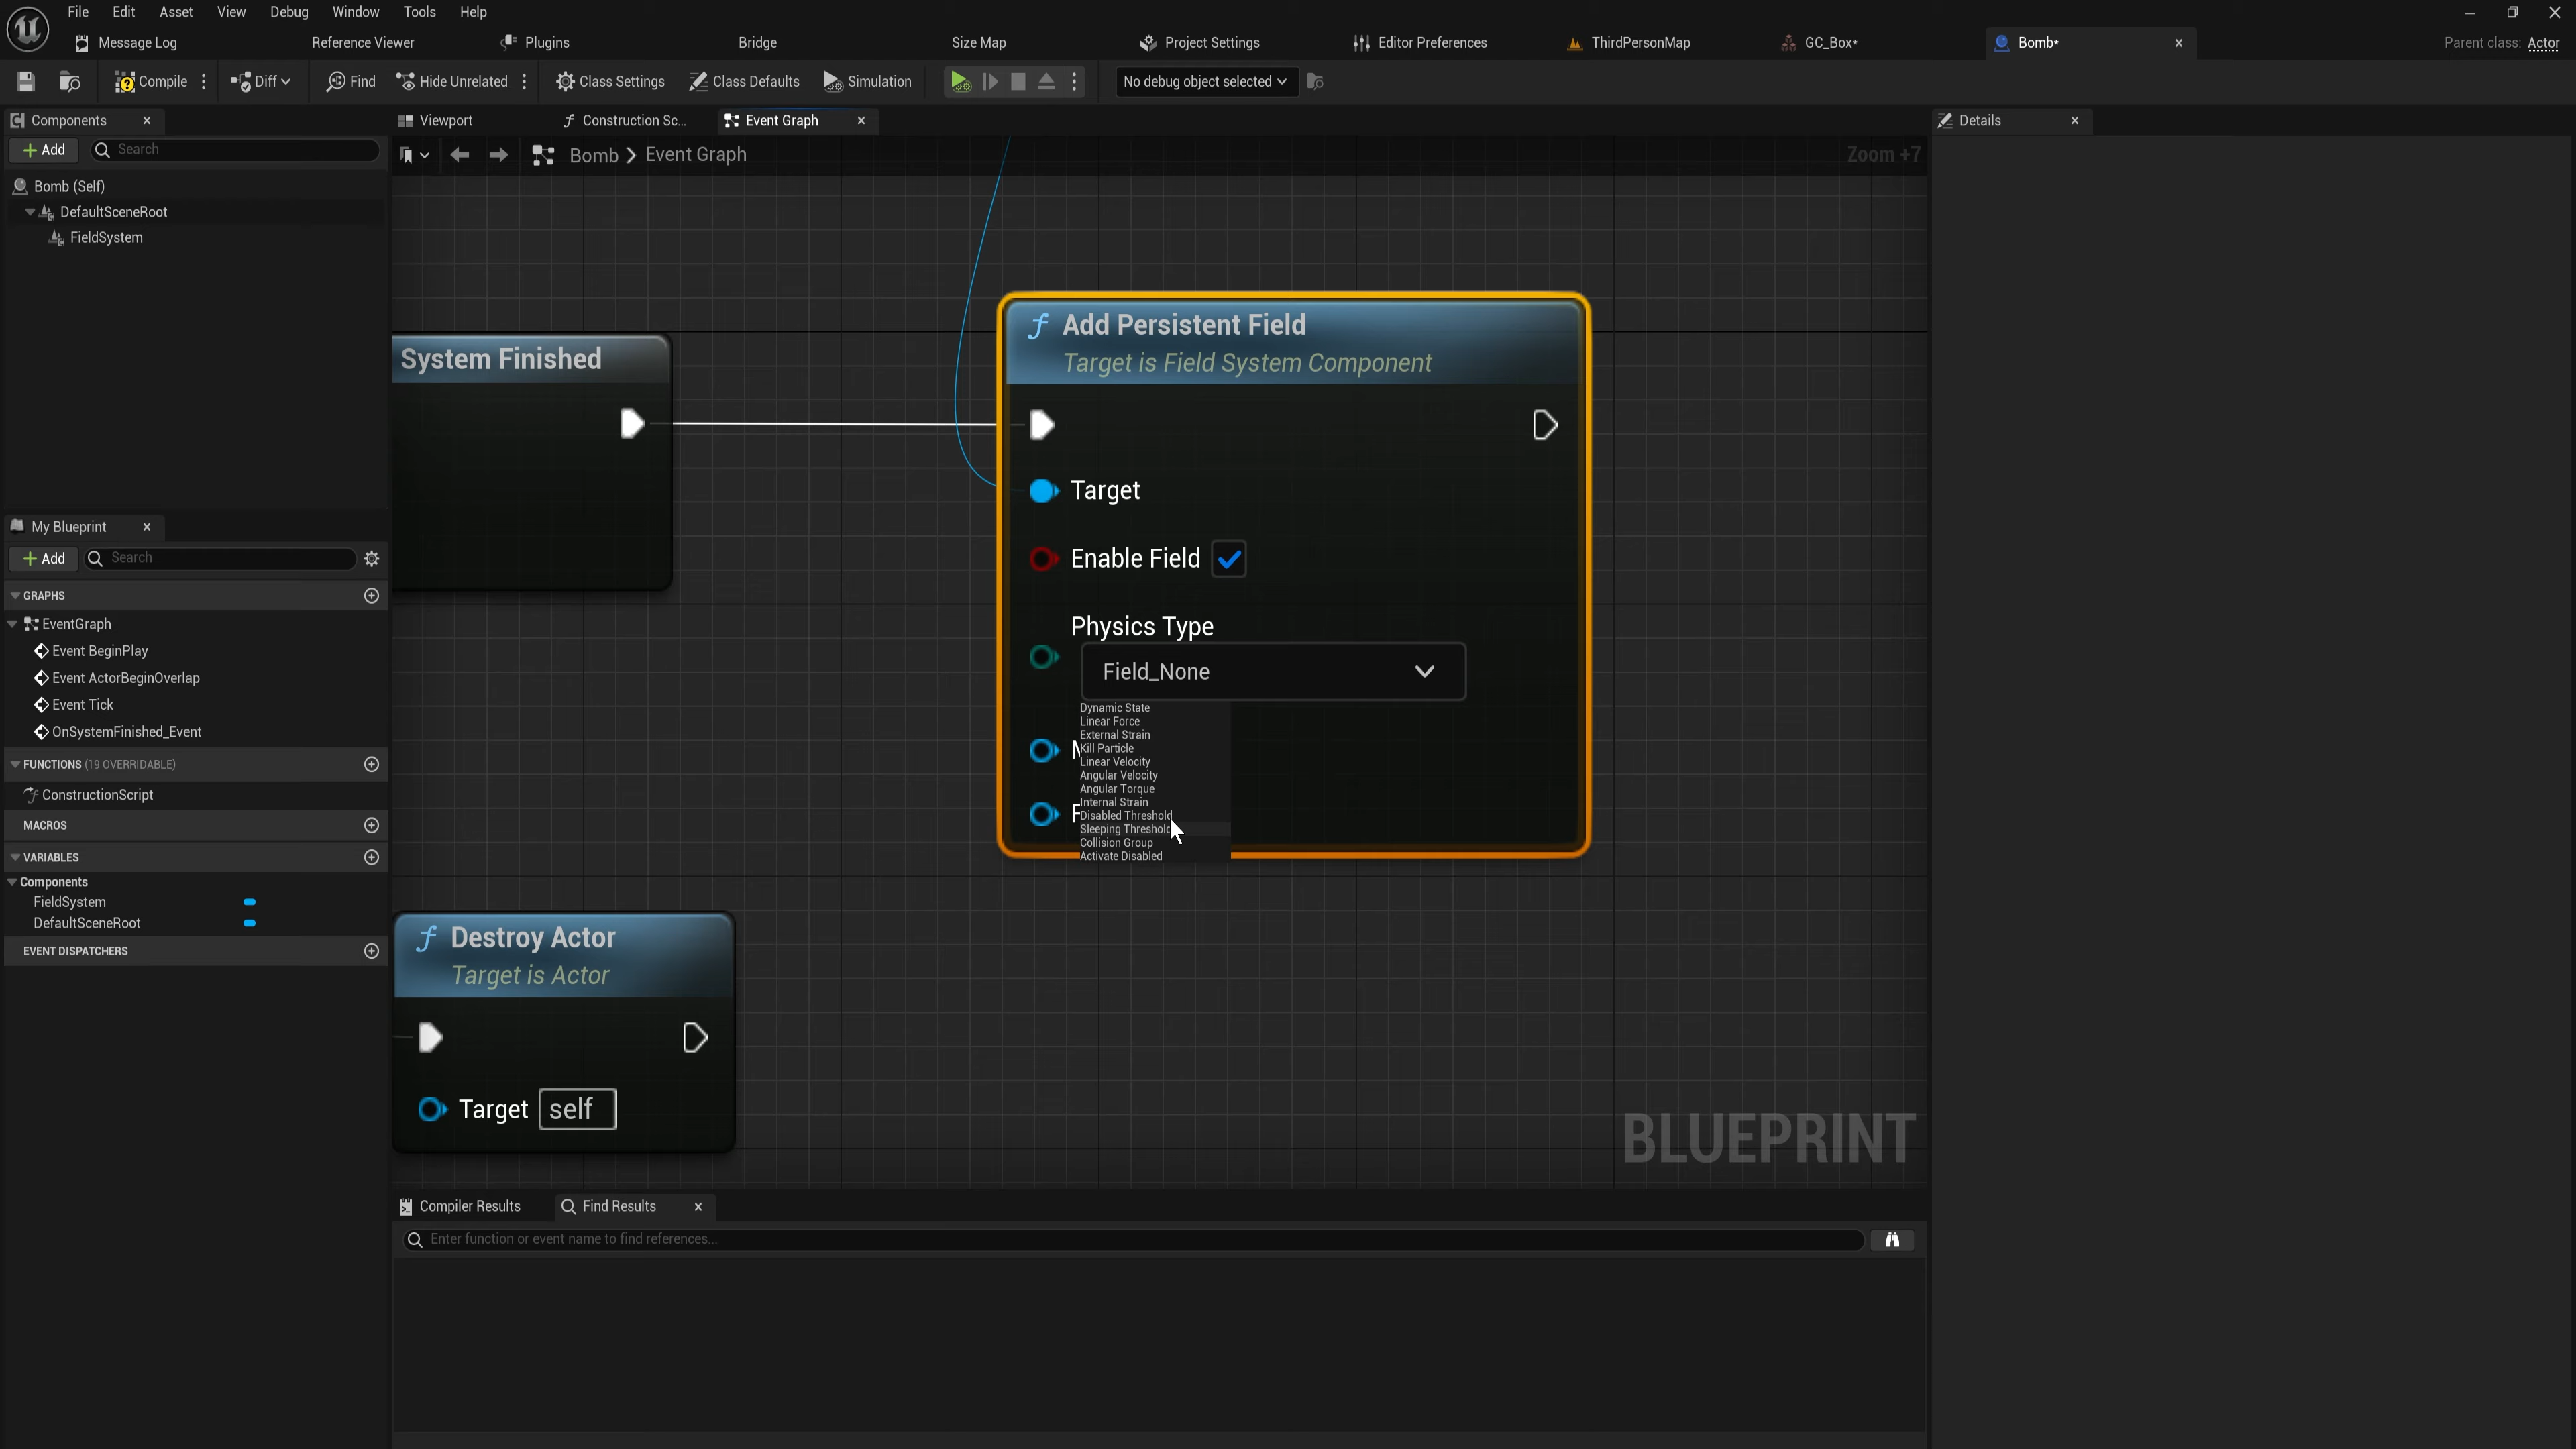 File Edit Asset View Debug Window Tools Help
Message Log Reference Viewer Plugins Bridge Size Map Project Settings Editor Preferences ThirdPersonMap GC_Box* Bomb* Parent class: Actor
Compile Diff Find Hide Unrelated Class Settings Class Defaults Simulation No debug object selected
Components
Viewport Construction Sc... Event Graph
Details
Add Search
Bomb > Event Graph
Zoom +7
Bomb (Self)
DefaultSceneRoot
FieldSystem
My Blueprint
Add Search
GRAPHS
EventGraph
Event BeginPlay
Event ActorBeginOverlap
Event Tick
OnSystemFinished_Event
FUNCTIONS (19 OVERRIDABLE)
ConstructionScript
MACROS
VARIABLES
Components
FieldSystem
DefaultSceneRoot
EVENT DISPATCHERS
System Finished
Add Persistent Field
Target is Field System Component
Target
Enable Field
Physics Type
Field_None
Dynamic State
Linear Force
External Strain
Kill Particle
Linear Velocity
Angular Velocity
Angular Torque
Internal Strain
Disabled Threshold
Sleeping Threshold
Collision Group
Activate Disabled
Destroy Actor
Target is Actor
Target self
BLUEPRINT
Compiler Results Find Results
Enter function or event name to find references...